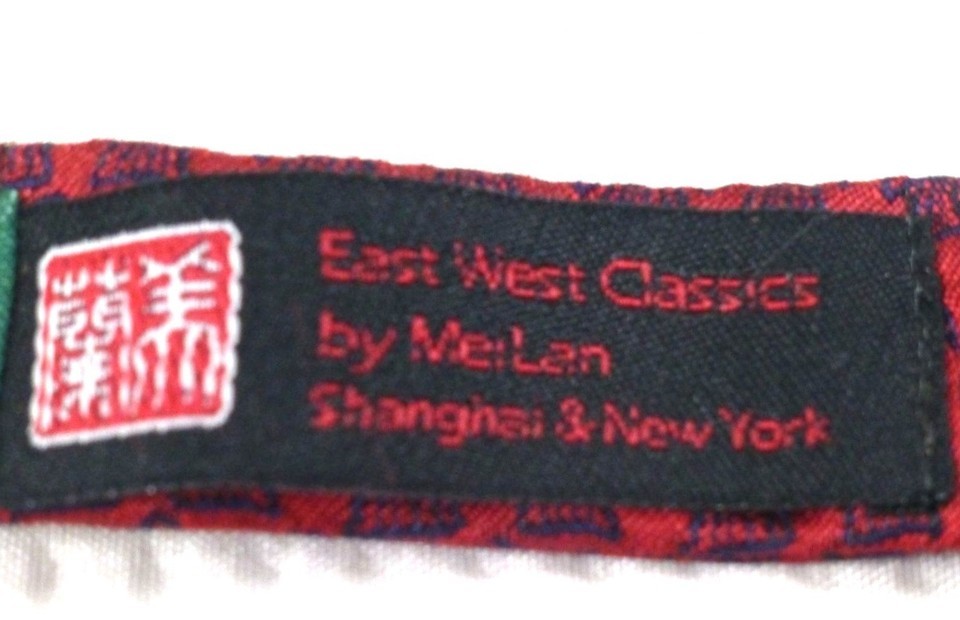 East West Classics
by MeiLan
Shanghai & New York
美蘭